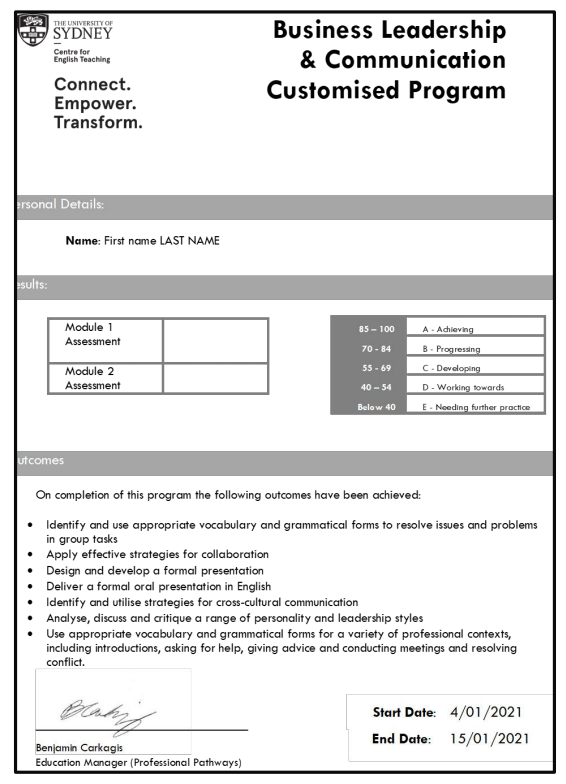 THE UNIVERSITY OF
SYDNEY
Centre for
English Teaching
Connect.
Empower.
Transform.
Business Leadership
& Communication
Customised Program
ersonal Details:
Name: First name LAST NAME
esults:
Module 1
Assessment
Module 2
Assessment
85 – 100 A - Achieving
70 - 84 B - Progressing
55 - 69 C - Developing
40 – 54 D - Working towards
Below 40 E - Needing further practice
utcomes
On completion of this program the following outcomes have been achieved:
• Identify and use appropriate vocabulary and grammatical forms to resolve issues and problems
in group tasks
• Apply effective strategies for collaboration
• Design and develop a formal presentation
• Deliver a formal oral presentation in English
• Identify and utilise strategies for cross-cultural communication
• Analyse, discuss and critique a range of personality and leadership styles
• Use appropriate vocabulary and grammatical forms for a variety of professional contexts,
including introductions, asking for help, giving advice and conducting meetings and resolving
conflict.
Benjamin Carkagis
Education Manager (Professional Pathways)
Start Date: 4/01/2021
End Date: 15/01/2021